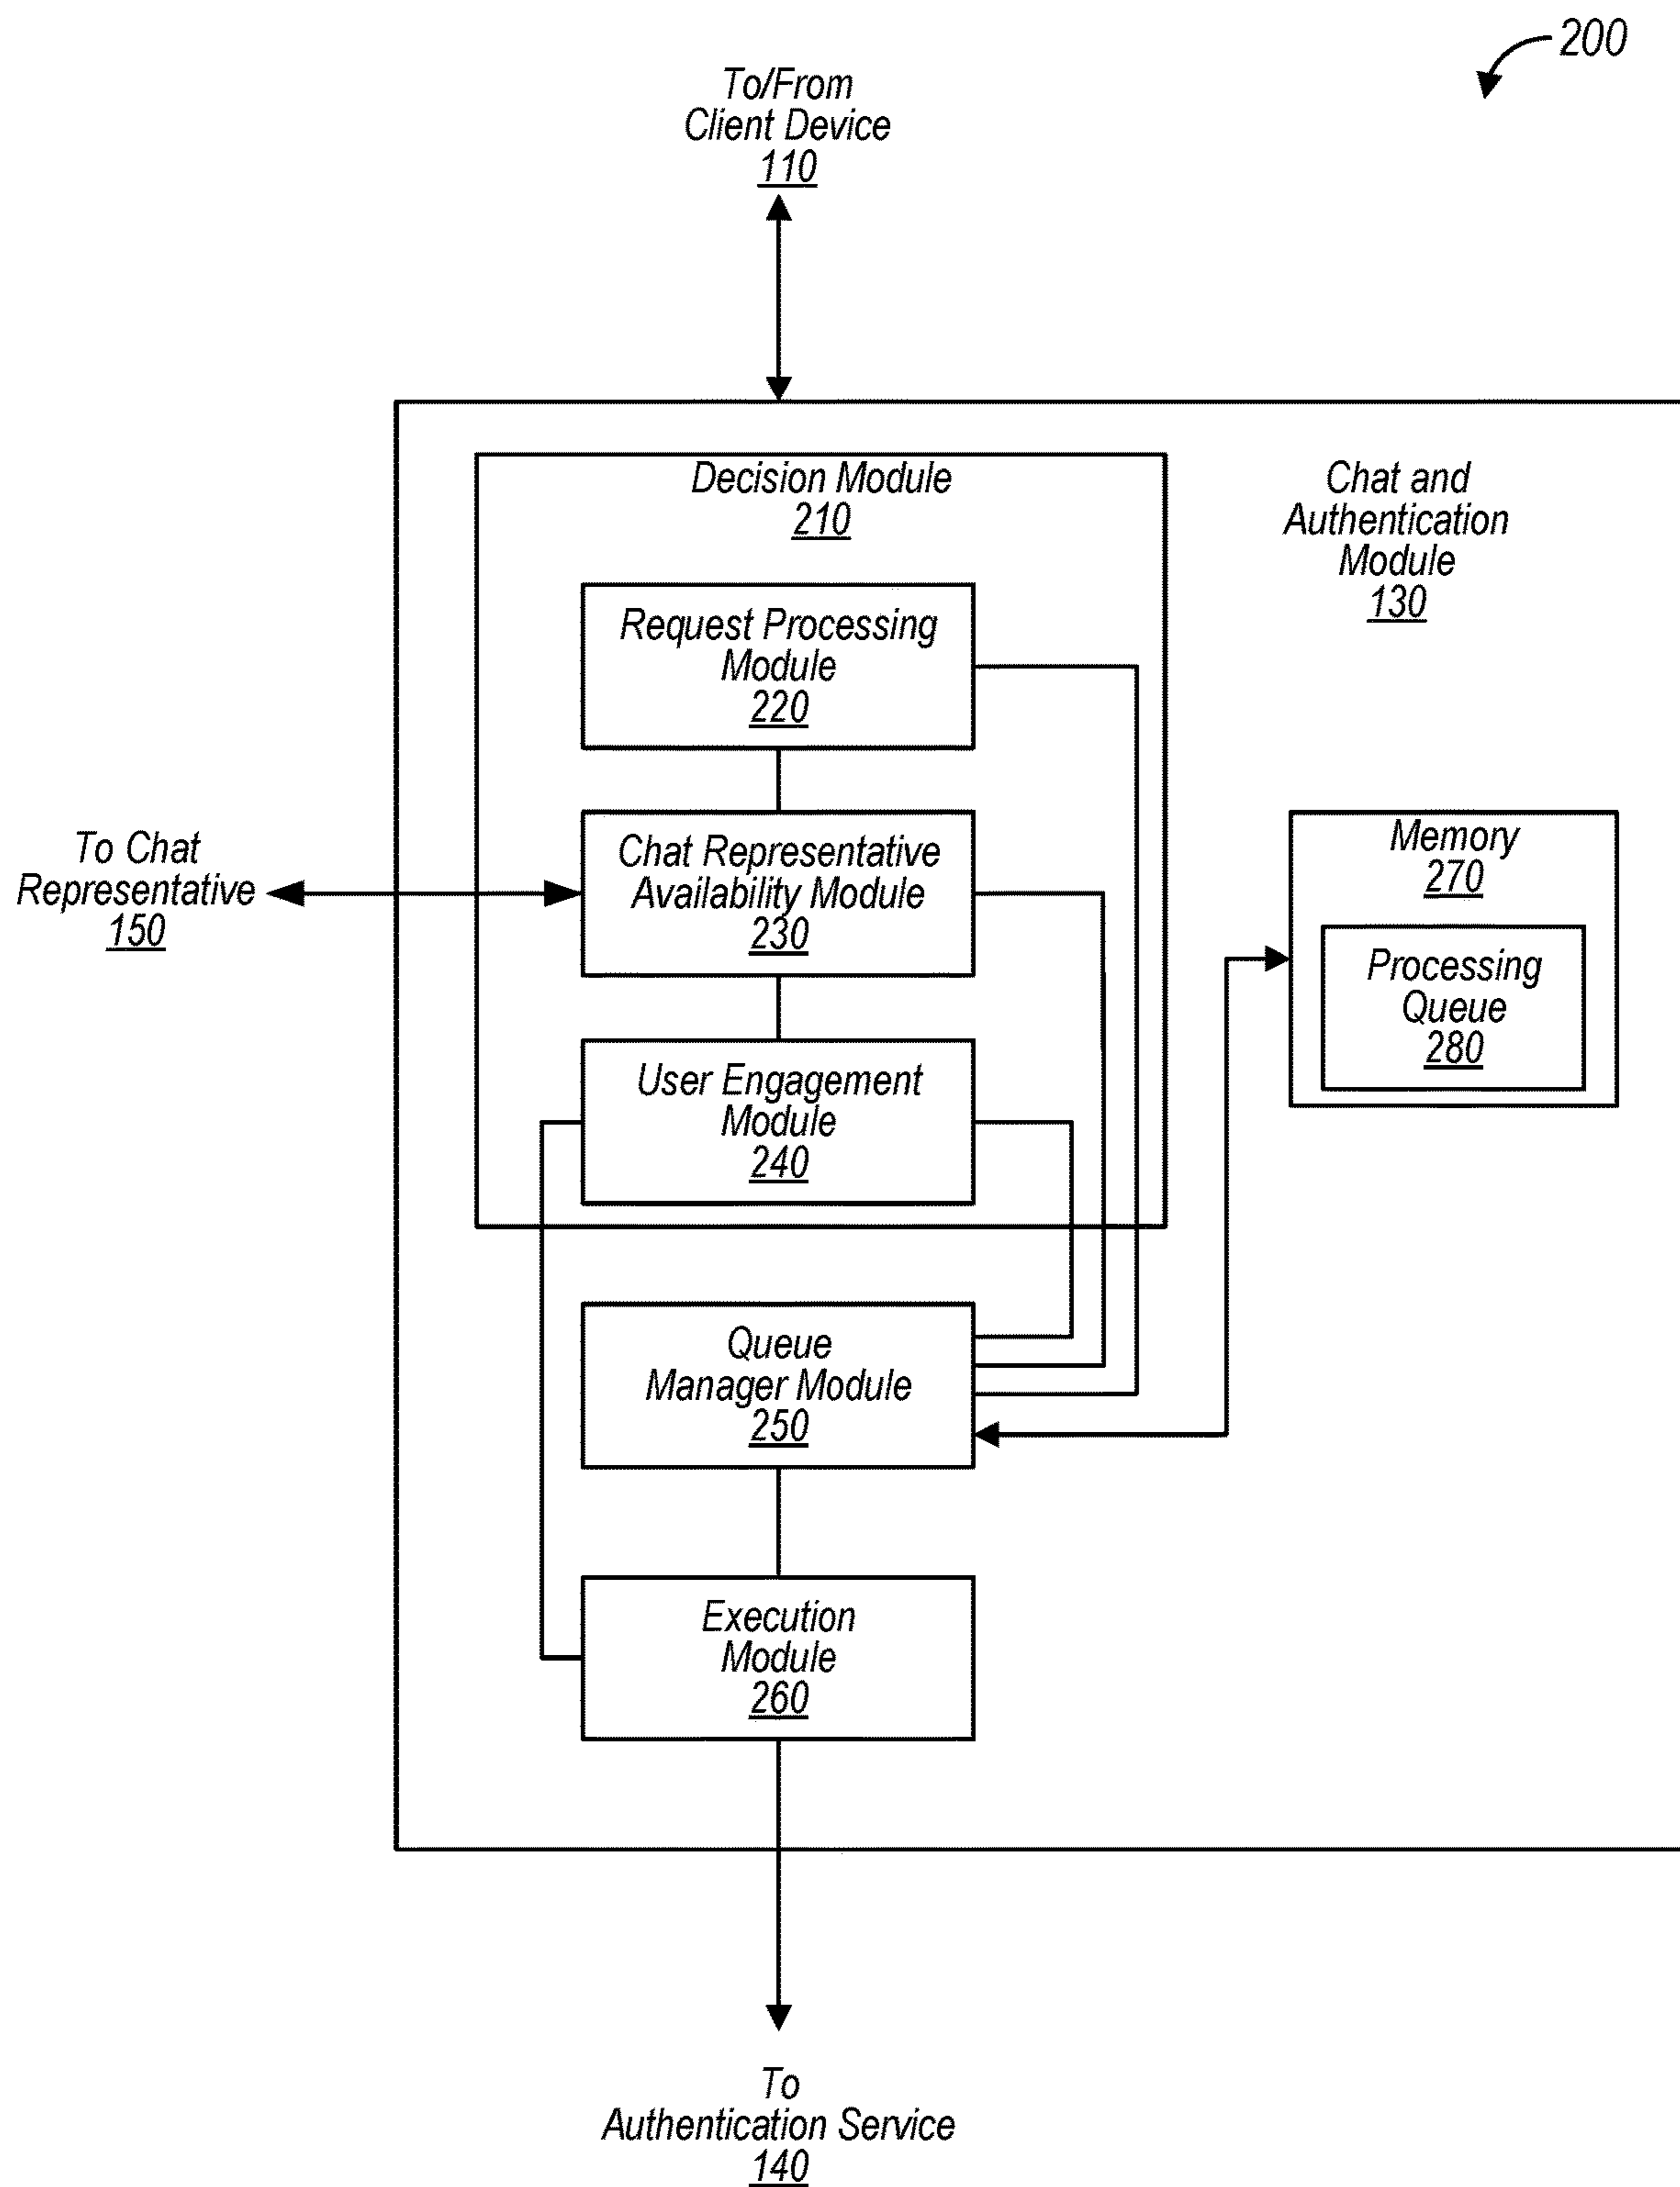 200
To/From
Client Device
110
Decision Module
210
Chat and
Authentication
Module
130
Request Processing
Module
220
To Chat
Representative
150
Chat Representative
Availability Module
230
Memory
270
Processing
Queue
280
User Engagement
Module
240
Queue
Manager Module
250
Execution
Module
260
To
Authentication Service
140